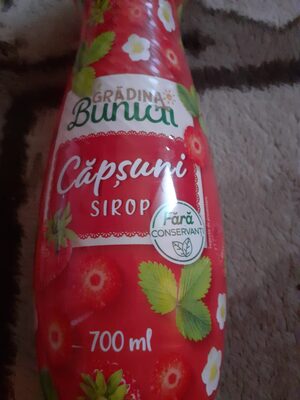 GRĂDINA
Bunicii
Căpșuni
SIROP
Fără
CONSERVANȚI
700 ml